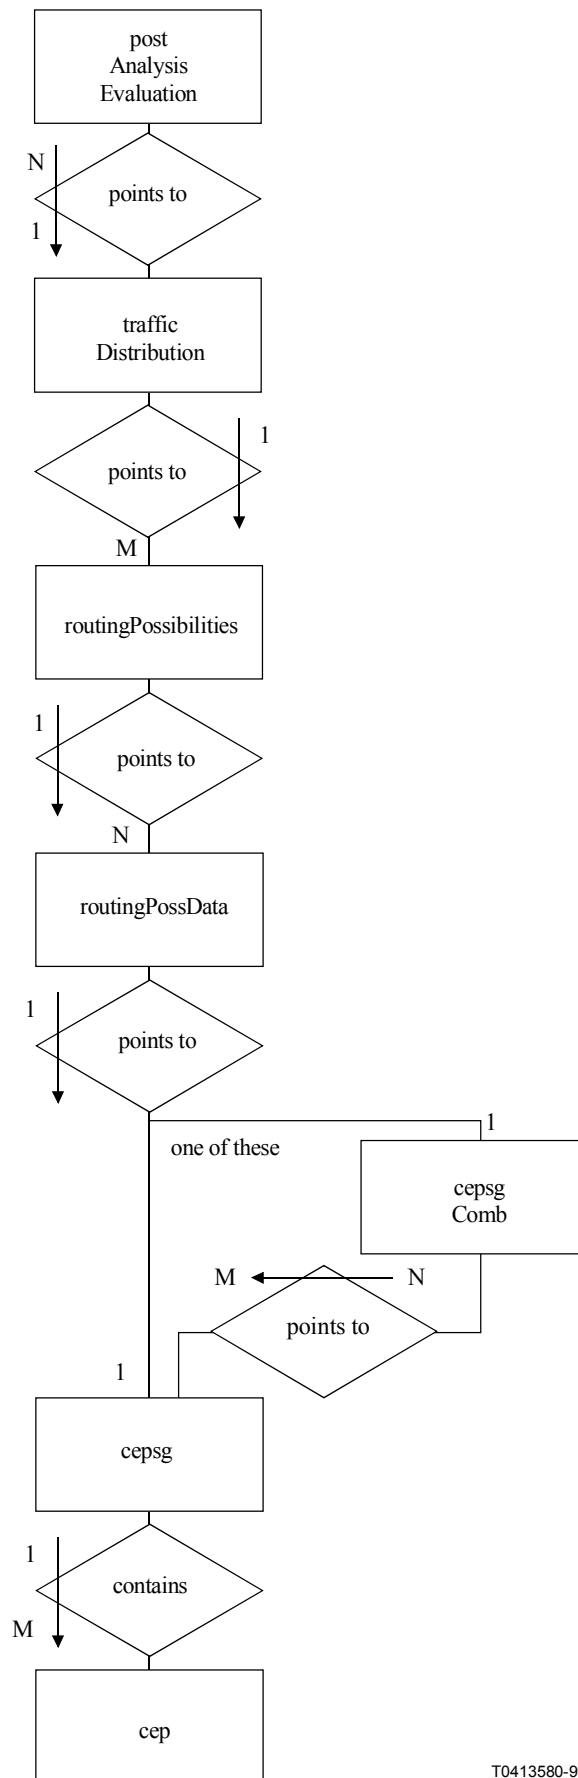 post
Analysis
Evaluation
N
points to
1
traffic
Distribution
1
points to
M
routingPossibilities
1
points to
N
routingPossData
1
points to
1
one of these
cepsg
Comb
M
N
points to
1
cepsg
1
contains
M
cep
T0413580-9